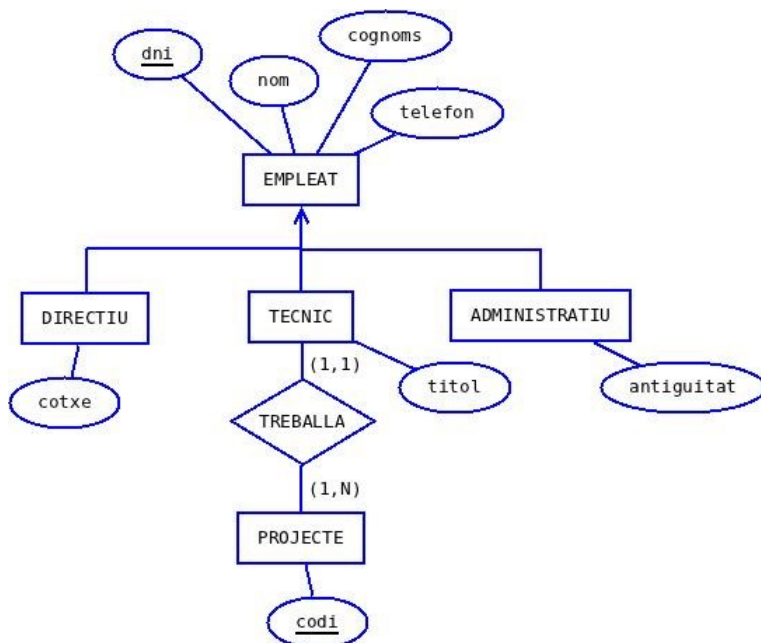 cognoms
dni
nom
telefon
EMPLEAT
DIRECTIU
TECNIC
ADMINISTRATIU
(1,1)
titol
antiguitat
cotxe
TREBALLA
(1,N)
PROJECTE
codi